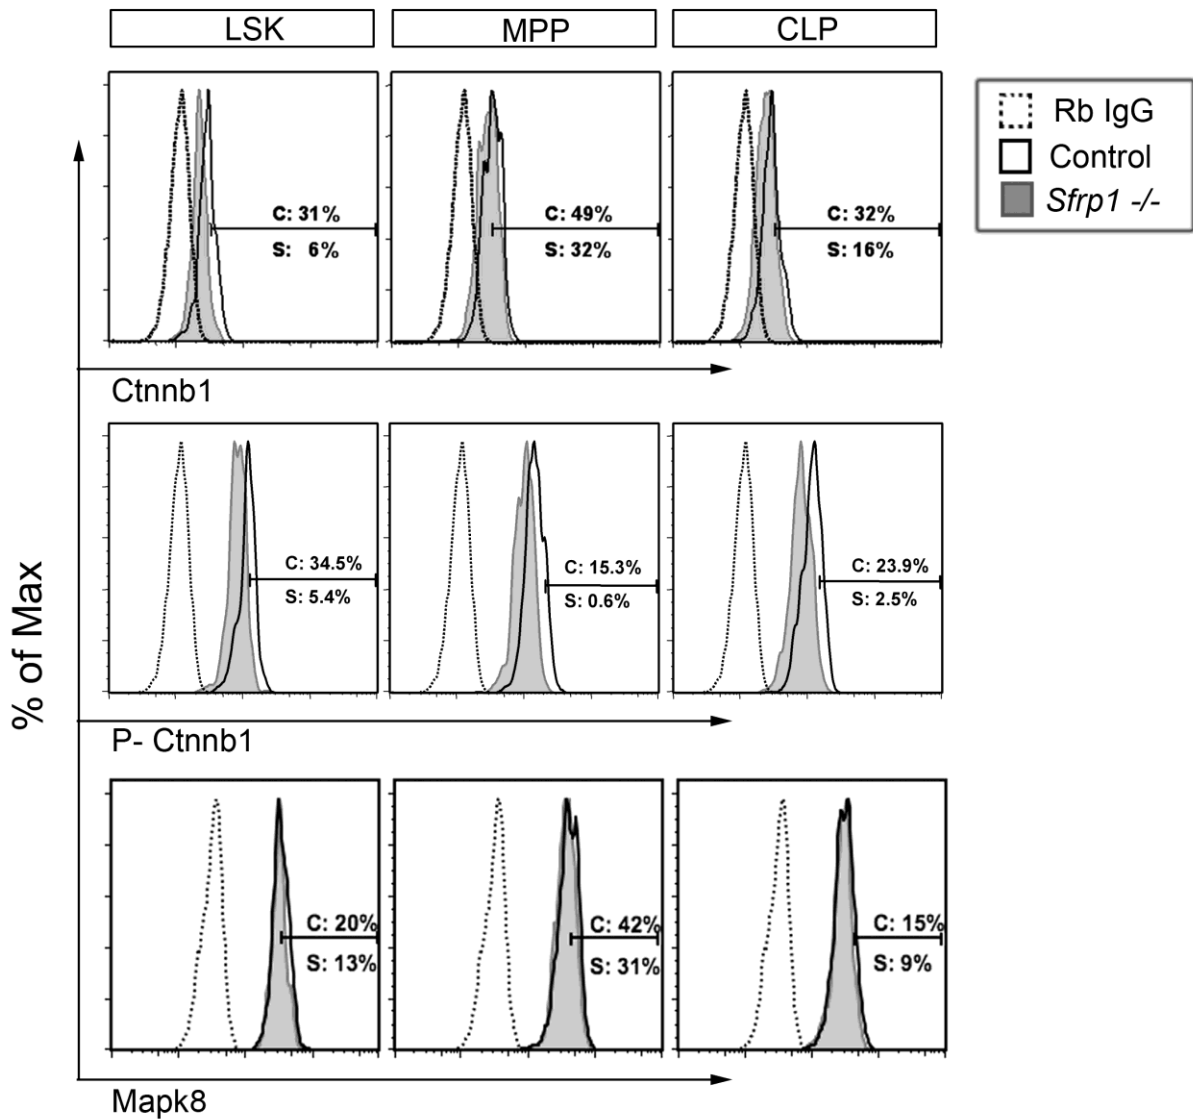 LSK MPP CLP
Rb IgG
Control
Sfrp1 -/-
C: 31%
S: 6%
C: 49%
S: 32%
C: 32%
S: 16%
Ctnnb1
C: 34.5%
S: 5.4%
C: 15.3%
S: 0.6%
C: 23.9%
S: 2.5%
P- Ctnnb1
C: 20%
S: 13%
C: 42%
S: 31%
C: 15%
S: 9%
Mapk8
% of Max